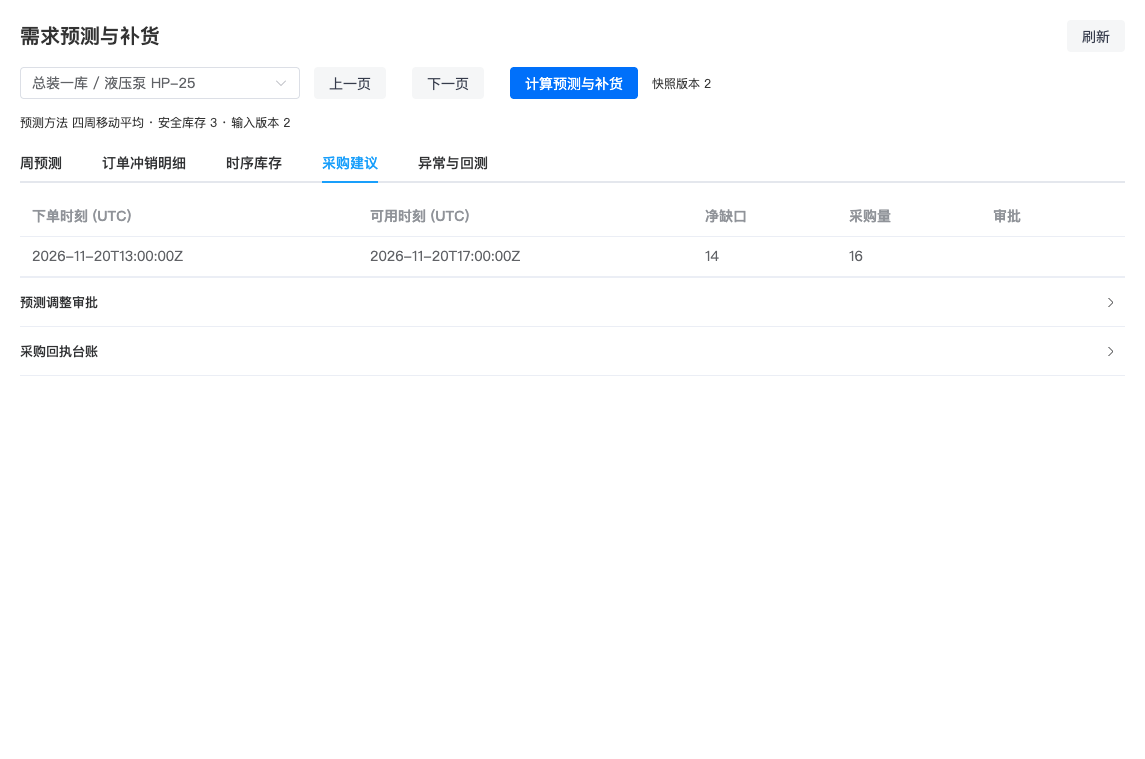 需求预测与补货
刷新
总装一库 / 液压泵 HP-25
上一页
下一页
计算预测与补货
快照版本 2
预测方法 四周移动平均 · 安全库存 3 · 输入版本 2
周预测
订单冲销明细
时序库存
采购建议
异常与回测
下单时刻 (UTC)
可用时刻 (UTC)
净缺口
采购量
审批
2026-11-20T13:00:00Z
2026-11-20T17:00:00Z
14
16
预测调整审批
采购回执台账